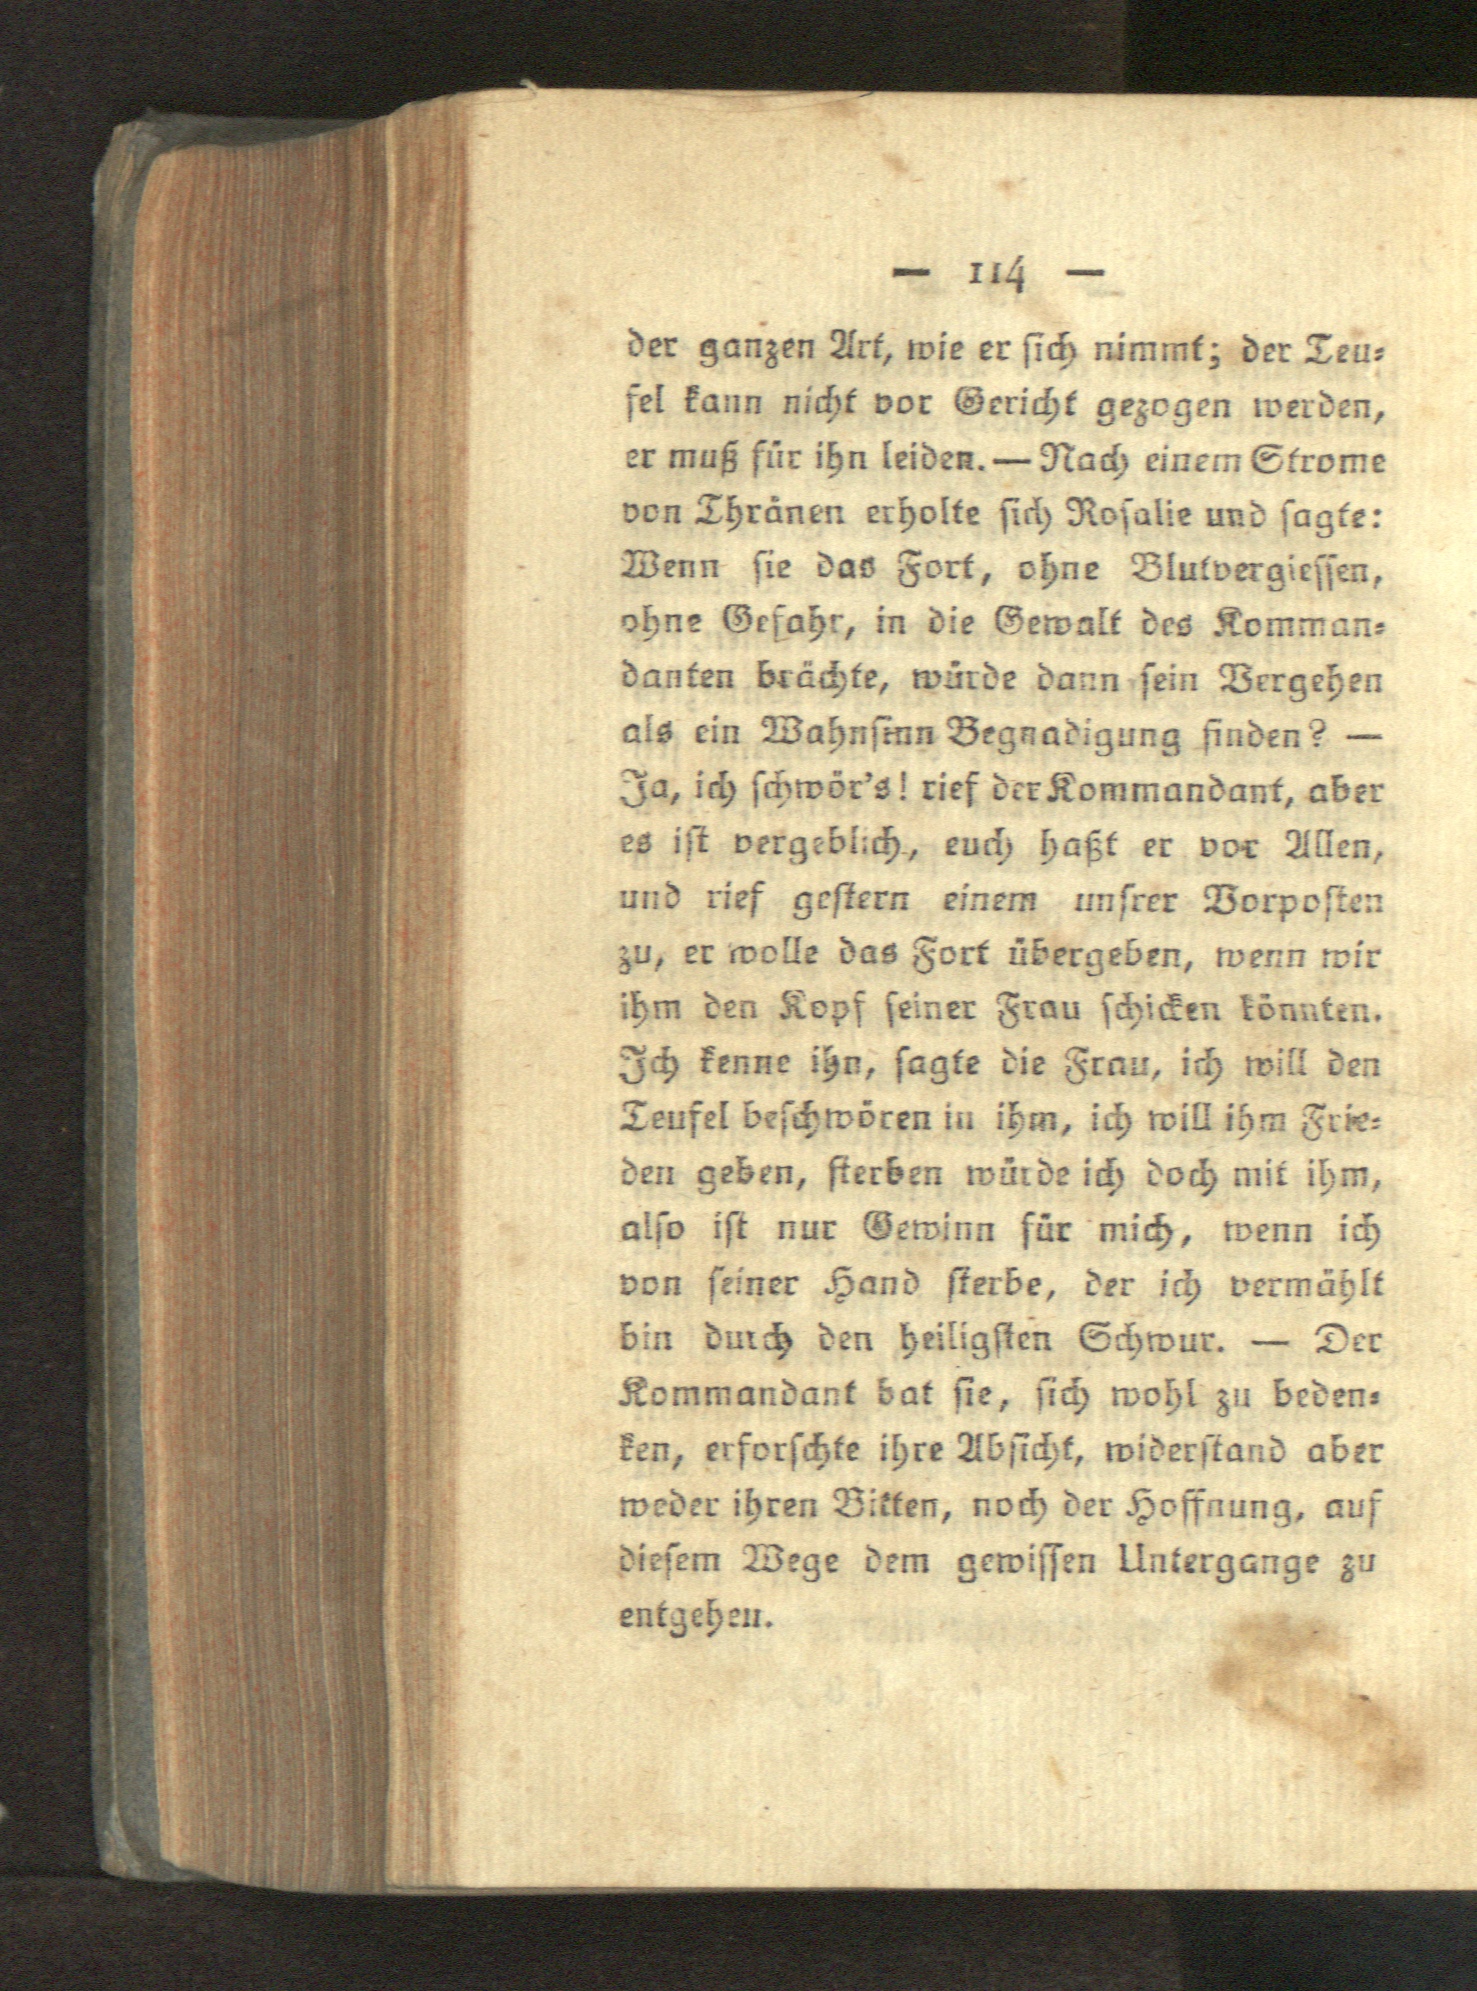 — 114 —
der ganzen Art, wie er sich nimmt; der Teu⸗
fel kann nicht vor Gericht gezogen werden,
er muß für ihn leiden. — Nach einem Strome
von Thränen erholte sich Rosalie und sagte:
Wenn sie das Fort, ohne Blutvergiessen,
ohne Gefahr, in die Gewalt des Komman⸗
danten brächte, würde dann sein Vergehen
als ein Wahnsinn Begnadigung finden? —
Ja, ich schwör's! rief der Kommandant, aber
es ist vergeblich, euch haßt er vor Allen,
und rief gestern einem unsrer Vorposten
zu, er wolle das Fort übergeben, wenn wir
ihm den Kopf seiner Frau schicken könnten.
Ich kenne ihn, sagte die Frau, ich will den
Teufel beschwören in ihm, ich will ihm Frie⸗
den geben, sterben würde ich doch mit ihm,
also ist nur Gewinn für mich, wenn ich
von seiner Hand sterbe, der ich vermählt
bin durch den heiligsten Schwur. — Der
Kommandant bat sie, sich wohl zu beden⸗
ken, erforschte ihre Absicht, widerstand aber
weder ihren Bitten, noch der Hoffnung, auf
diesem Wege dem gewissen Untergange zu
entgehen.